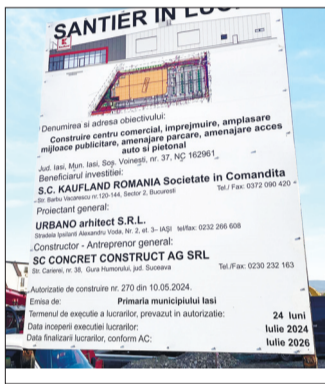 SANTIER IN LUC
Denumirea si adresa obiectivului:
Construire centru comercial, imprejmuire, amplasare
mijloace publicitare, amenajare parcare, amenajare acces
auto si pietonal
Jud. Iasi, Mun. Iasi, Sos. Voinesti, nr. 37, NC 162961
Beneficiarul investitiei:
S.C. KAUFLAND ROMANIA Societate in Comandita
Str. Barbu Vacarescu nr.120-144, Sector 2, Bucuresti Tel./ Fax: 0372 090 420
Proiectant general:
URBANO arhitect S.R.L.
Stradela Ipsilanti Alexandru Voda, Nr. 2, et. 3– IAŞI tel/fax: 0232 266 608
Constructor - Antreprenor general:
SC CONCRET CONSTRUCT AG SRL
Str. Carierei, nr. 38, Gura Humorului, jud. Suceava Tel./Fax: 0230 232 163
Autorizatie de construire nr. 270 din 10.05.2024.
Emisa de: Primaria municipiului Iasi
Termenul de execuție a lucrarilor, prevazut in autorizatie: 24 luni
Data inceperii executiei lucrarilor: Iulie 2024
Data finalizarii lucrarilor, conform AC: Iulie 2026